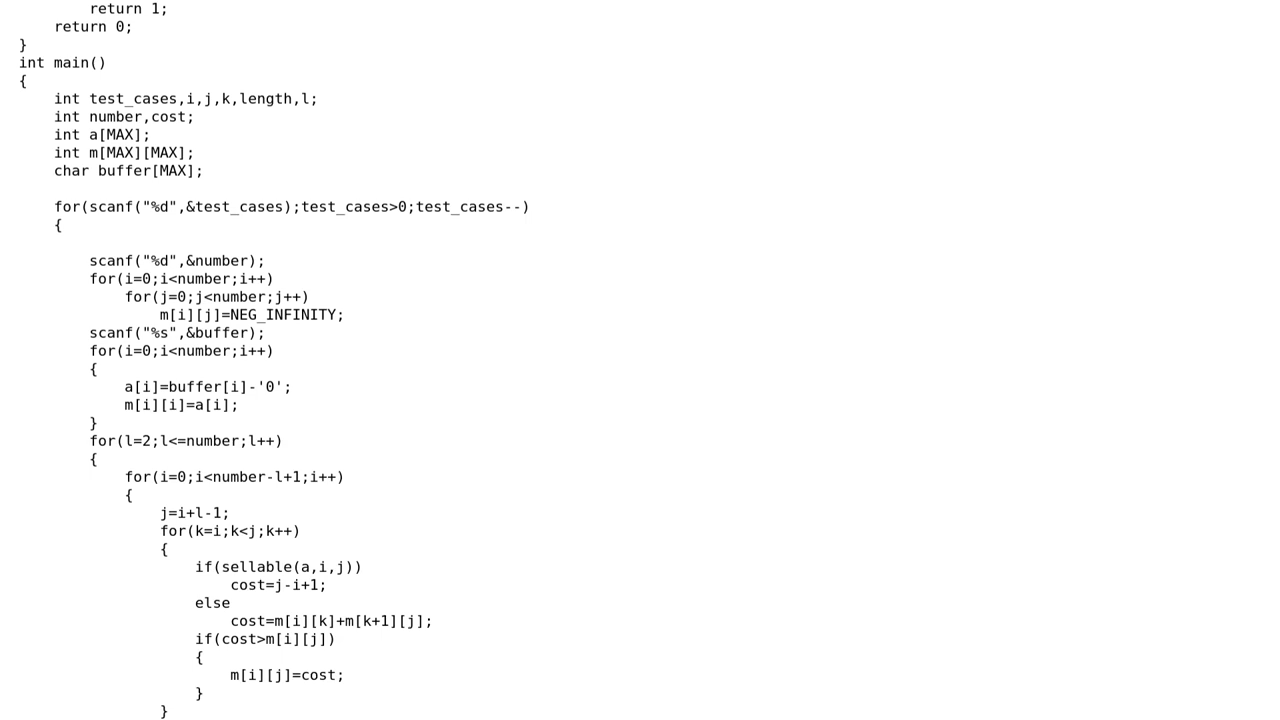 return 1;
    return 0;
}
int main()
{
    int test_cases,i,j,k,length,l;
    int number,cost;
    int a[MAX];
    int m[MAX][MAX];
    char buffer[MAX];

    for(scanf("%d",&test_cases);test_cases>0;test_cases--)
    {

        scanf("%d",&number);
        for(i=0;i<number;i++)
            for(j=0;j<number;j++)
                m[i][j]=NEG_INFINITY;
        scanf("%s",&buffer);
        for(i=0;i<number;i++)
        {
            a[i]=buffer[i]-'0';
            m[i][i]=a[i];
        }
        for(l=2;l<=number;l++)
        {
            for(i=0;i<number-l+1;i++)
            {
                j=i+l-1;
                for(k=i;k<j;k++)
                {
                    if(sellable(a,i,j))
                        cost=j-i+1;
                    else
                        cost=m[i][k]+m[k+1][j];
                    if(cost>m[i][j])
                    {
                        m[i][j]=cost;
                    }
                }